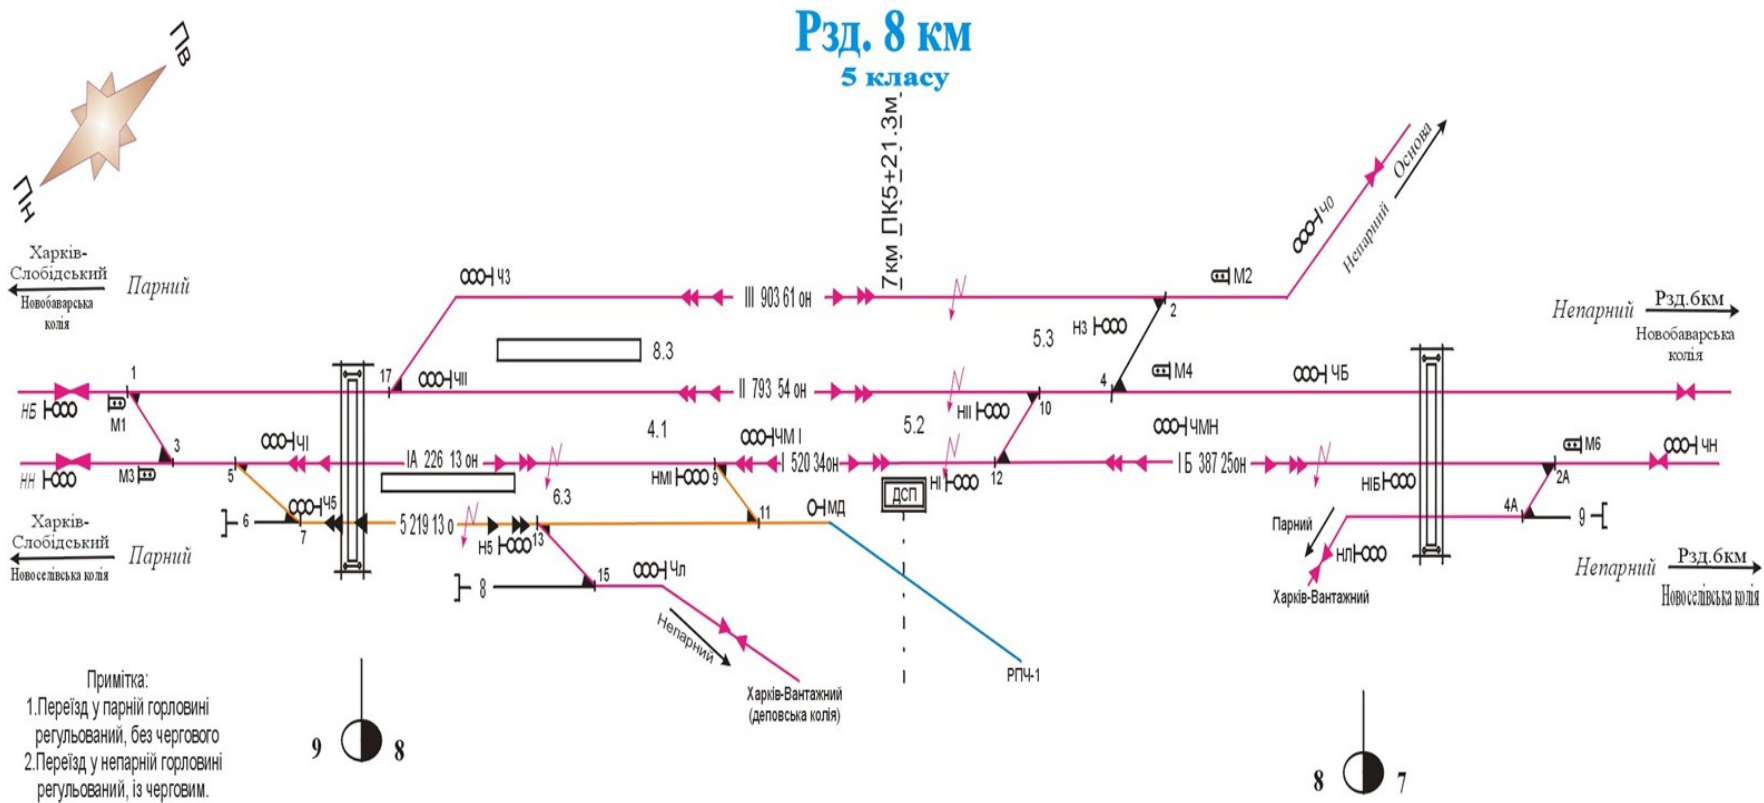 Рзд. 8 км
5 класу
Пв
Пн
7км ПК5+21.3м
Харків-
Слобідський
Новобаварська
колія
Парний
Ч3
III 903 61 он
М2
ЧО
Непарний
Основа
Непарний
Рзд.6км
Новобаварська
колія
8.3
5.3
Н3
2
1
17
ЧII
II 793 54 он
4
М4
ЧБ
НБ
М1
НII
10
4.1
5.2
ЧМН
3
ЧI
ЧМ I
М6
ЧН
НН
М3
5
IА 226 13 он
НМI
9
I 520 34он
НI
12
I Б 387 25он
НIБ
2А
6.3
ДСП
Харків-
Слобідський
Новоселівська колія
Парний
6
7
Ч5
5 219 13 о
Н5
13
11
МД
Парний
НЛ
4А
9
Харків-Вантажний
Непарний
Рзд.6км
Новоселівська колія
8
15
Чл
Непарний
Харків-Вантажний
(деповська колія)
РПЧ-1
Примітка:
1.Переїзд у парній горловині
регульований, без чергового
2.Переїзд у непарній горловині
регульований, із черговим.
9
8
8
7